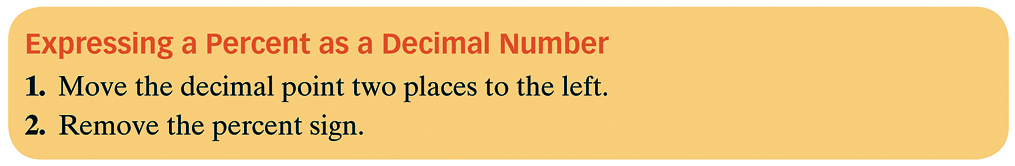 Expressing a Percent as a Decimal Number
1. Move the decimal point two places to the left.
2. Remove the percent sign.